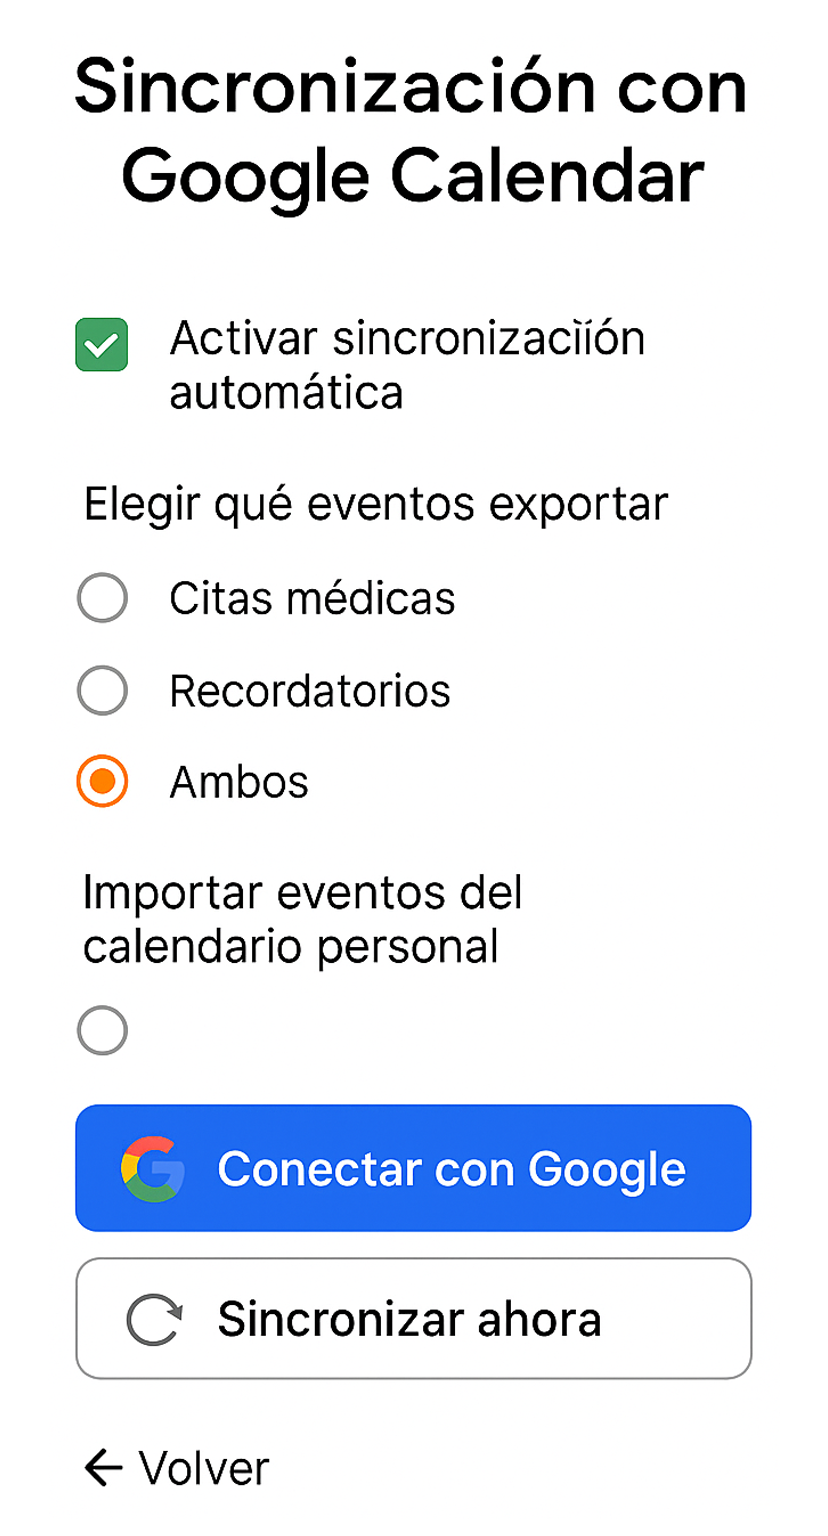 Sincronización con
Google Calendar
Activar sincronizacìïón
automática
Elegir qué eventos exportar
Citas médicas
Recordatorios
Ambos
Importar eventos del
calendario personal
Conectar con Google
Sincronizar ahora
← Volver